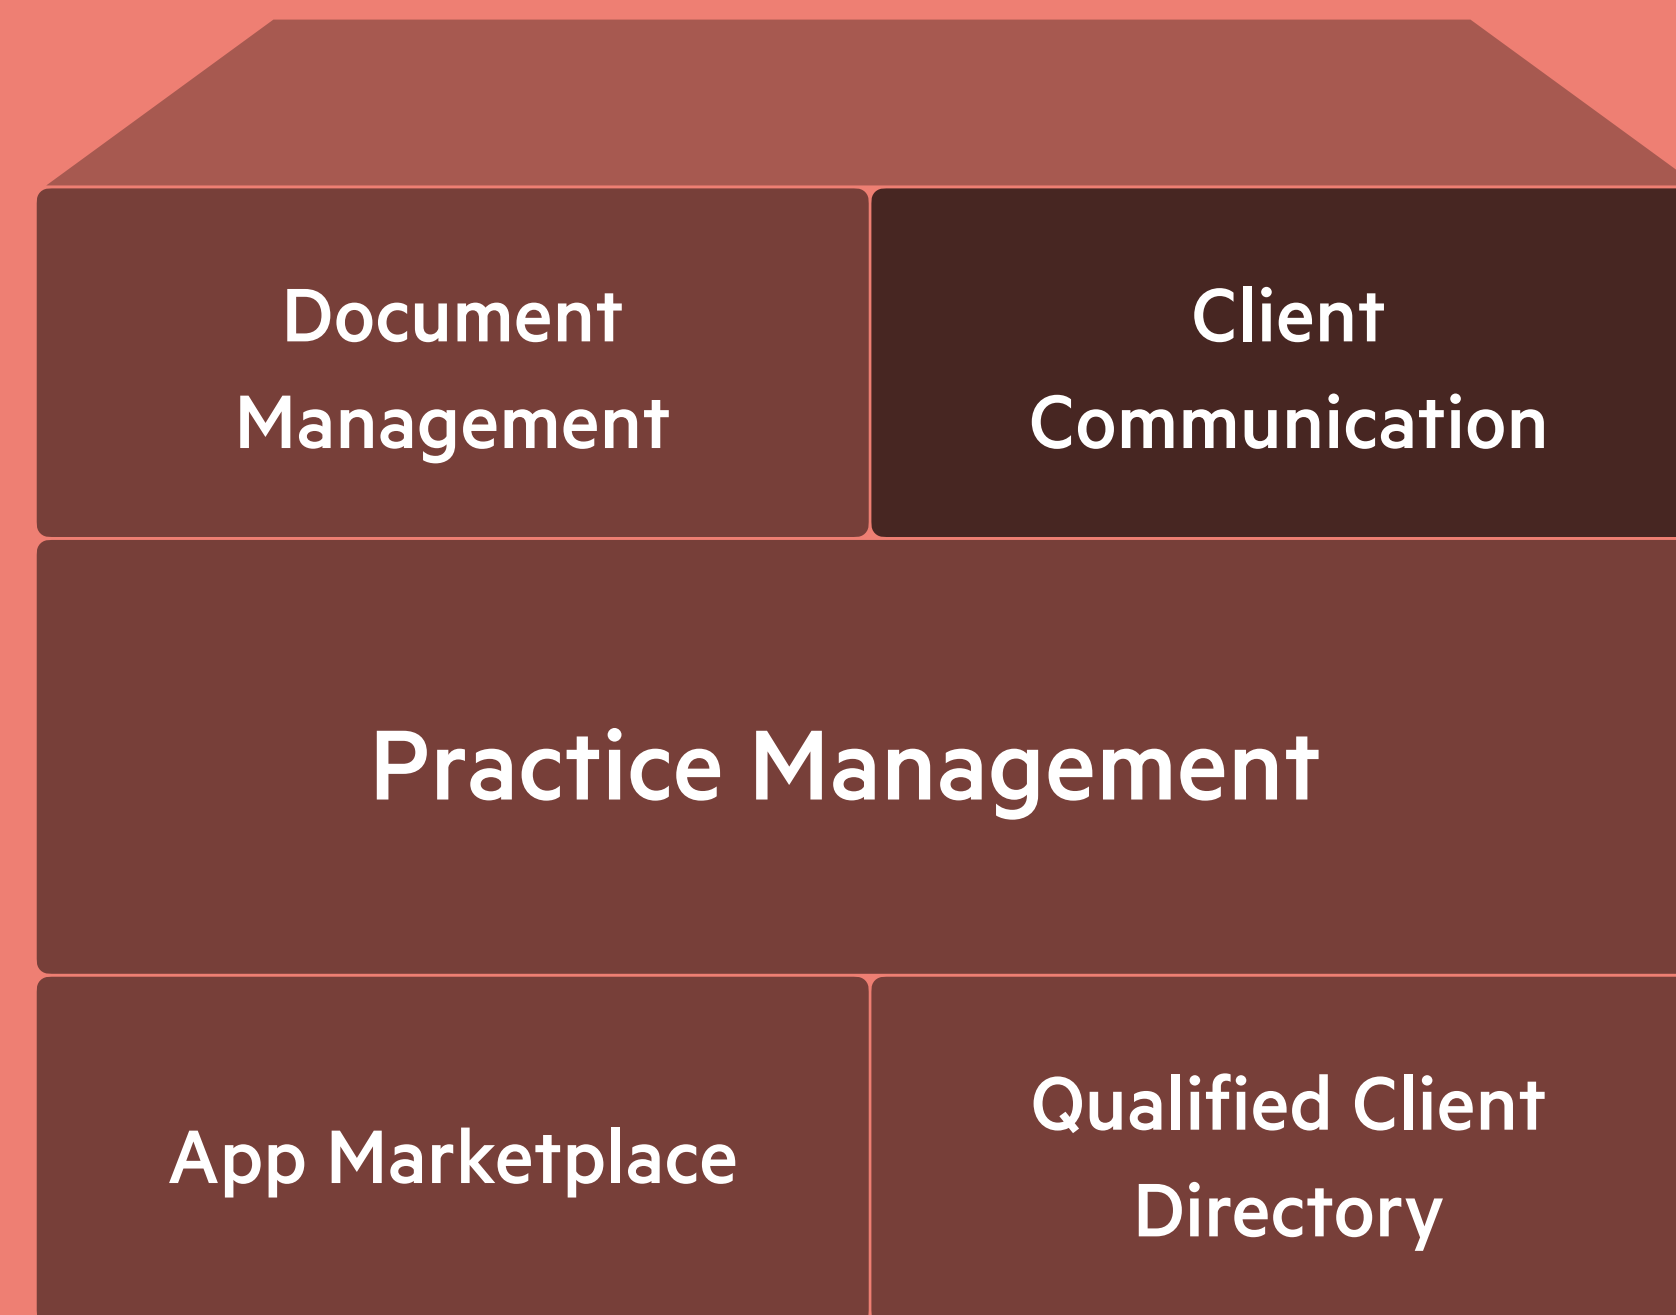 Document
Management
Client
Communication
Practice Management
App Marketplace
Qualified Client
Directory